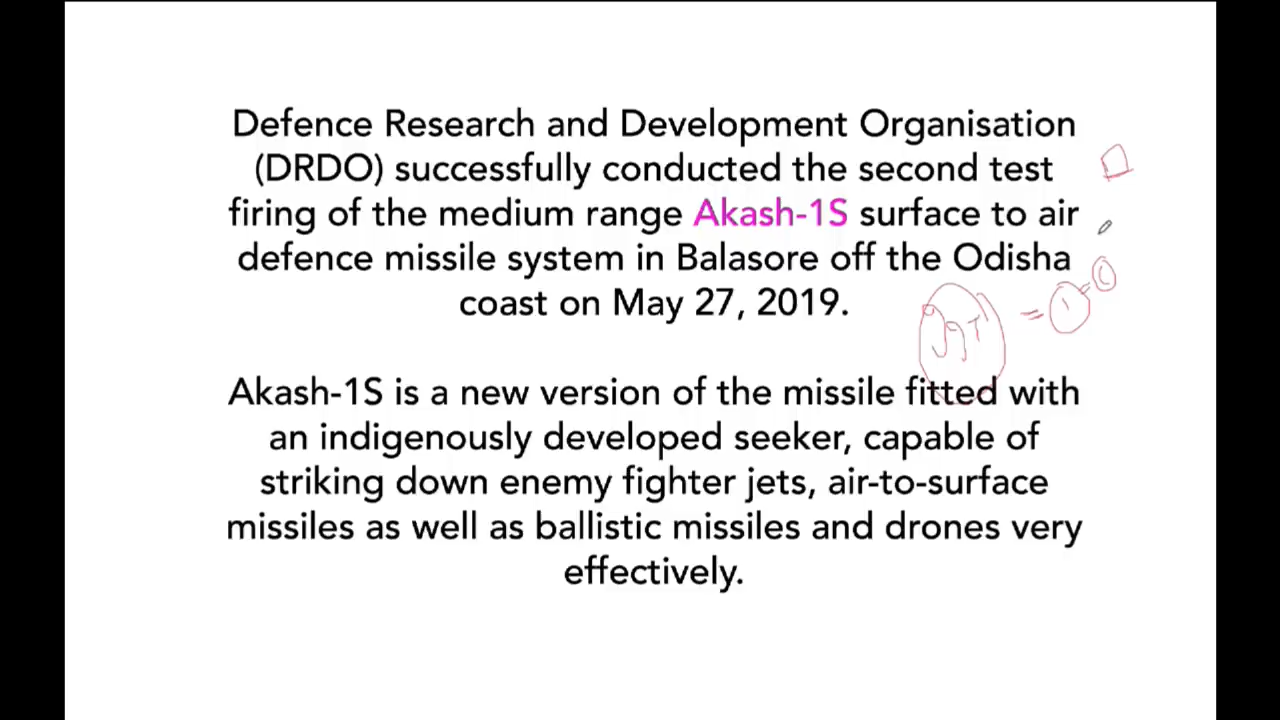 Defence Research and Development Organisation
(DRDO) successfully conducted the second test
firing of the medium range Akash-1S surface to air
defence missile system in Balasore off the Odisha
coast on May 27, 2019.
Akash-1S is a new version of the missile fitted with
an indigenously developed seeker, capable of
striking down enemy fighter jets, air-to-surface
missiles as well as ballistic missiles and drones very
effectively.